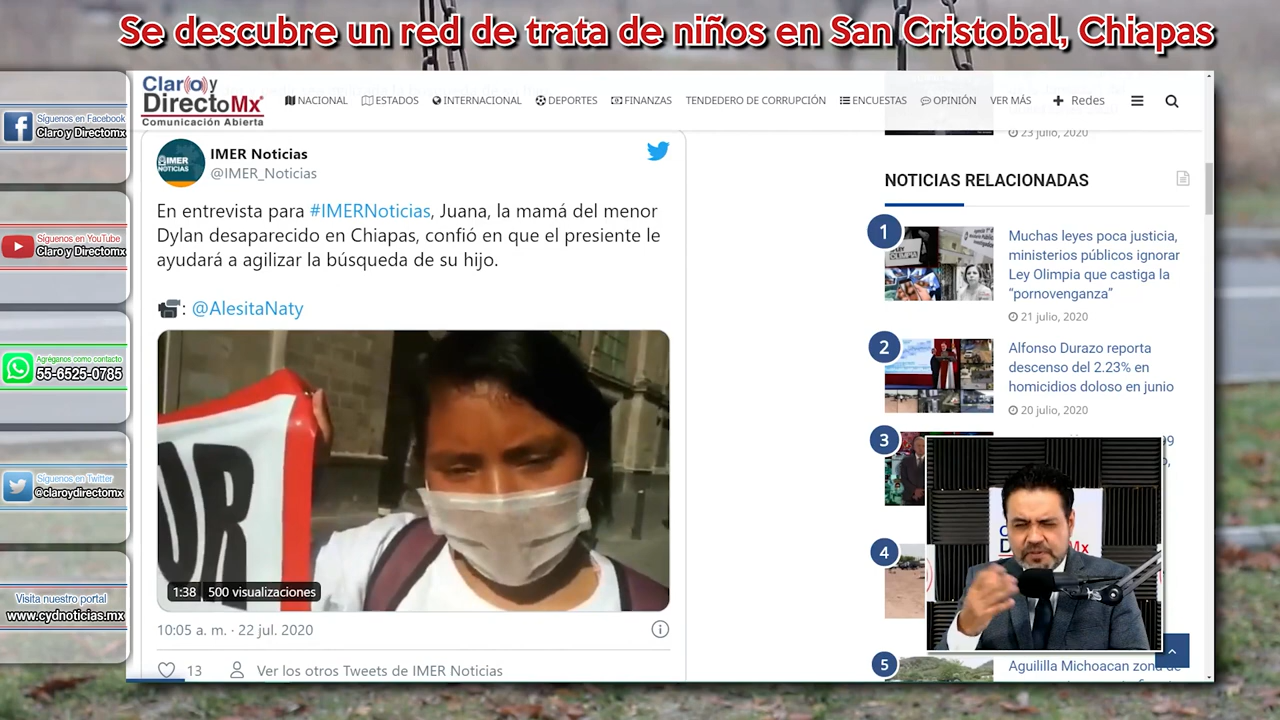 Se descubre un red de trata de niños en San Cristobal, Chiapas
Síguenos en Facebook
Claro y Directomx
Síguenos en YouTube
Claro y Directomx
Agréganos como contacto
55-6525-0785
Síguenos en Twitter
@claroydirectomx
Visita nuestro portal
www.cydnoticias.mx
Claro y
DirectoMx
Comunicación Abierta
NACIONAL ESTADOS INTERNACIONAL DEPORTES FINANZAS TENDEDERO DE CORRUPCIÓN ENCUESTAS OPINIÓN VER MÁS Redes
IMER Noticias
@IMER_Noticias
IMER
NOTICIAS
En entrevista para #IMERNoticias, Juana, la mamá del menor
Dylan desaparecido en Chiapas, confió en que el presiente le
ayudará a agilizar la búsqueda de su hijo.
: @AlesitaNaty
UR
1:38 500 visualizaciones
10:05 a. m. · 22 jul. 2020
13 Ver los otros Tweets de IMER Noticias
23 julio, 2020
NOTICIAS RELACIONADAS
1
LEY
OLIMPIA
Muchas leyes poca justicia,
ministerios públicos ignorar
Ley Olimpia que castiga la
“pornovenganza”
21 julio, 2020
2
Alfonso Durazo reporta
descenso del 2.23% en
homicidios doloso en junio
20 julio, 2020
3
99
4
5
Aguililla Michoacan zona de